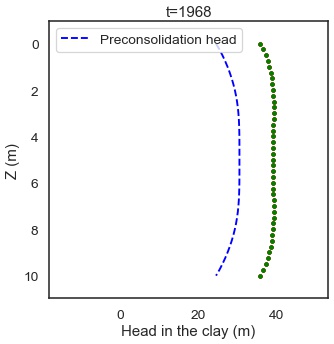 t=1968
Preconsolidation head
0
2
4
6
8
10
Z (m)
0 20 40
Head in the clay (m)